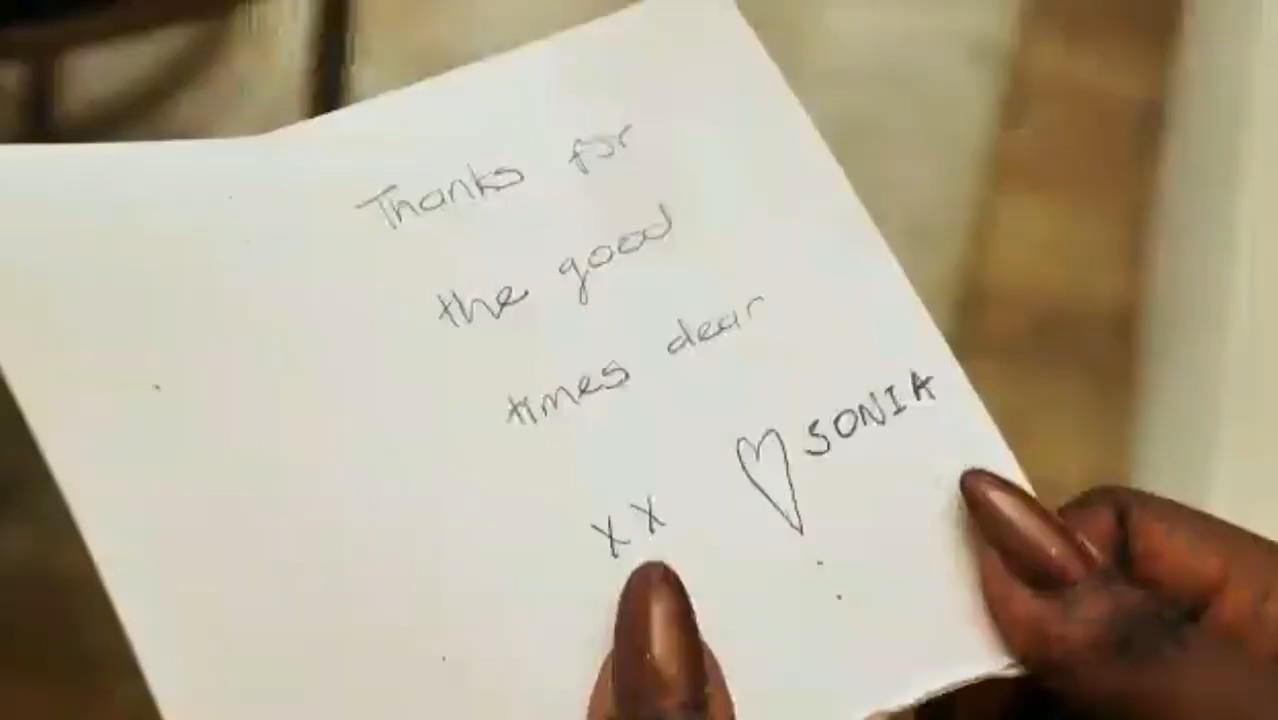 Thanks for
the good
times dear
♡ SONIA
XX